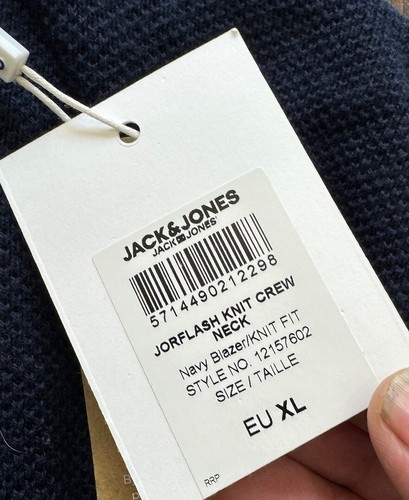 JACK&JONES
JACK & JONES
5714490212298
JORFLASH KNIT CREW
NECK
Navy Blazer/KNIT FIT
STYLE NO. 12157602
SIZE / TAILLE
EU XL
RRP